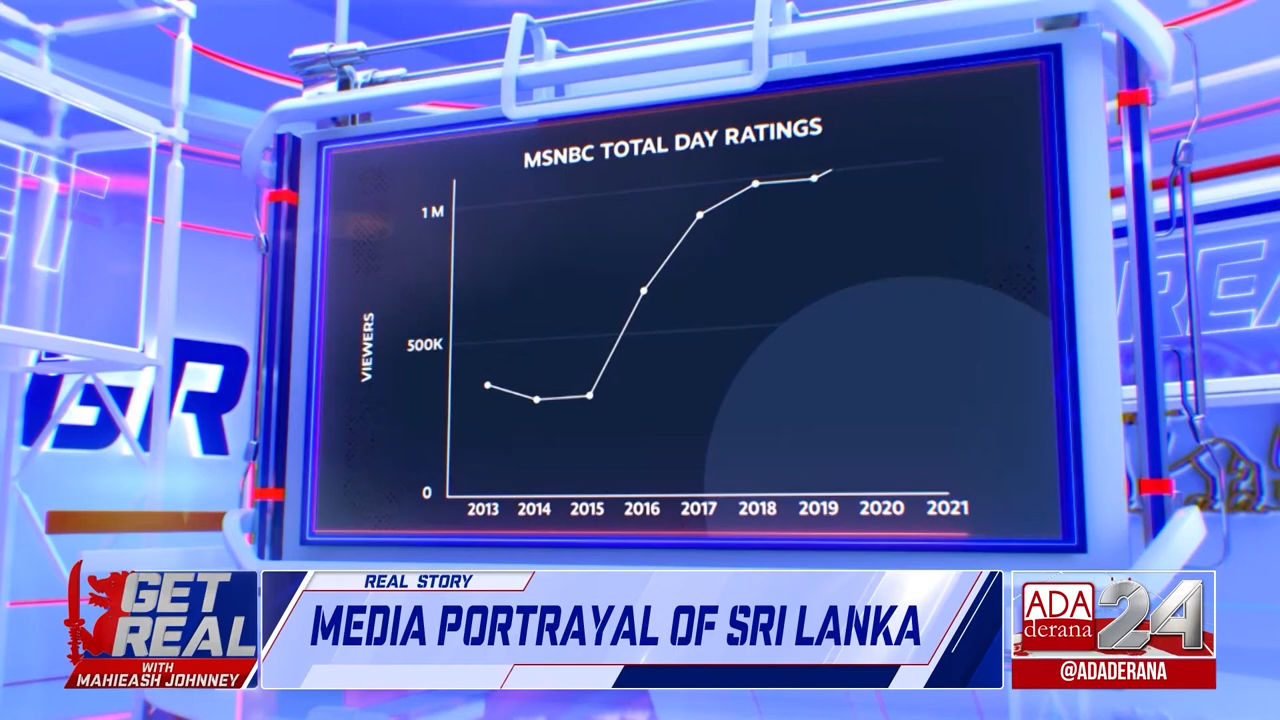 MSNBC TOTAL DAY RATINGS
1 M
VIEWERS
500K
0
2013 2014 2015 2016 2017 2018 2019 2020 2021
GR
REAL STORY
MEDIA PORTRAYAL OF SRI LANKA
GET
REAL
WITH
MAHIEASH JOHNNEY
ADA
derana
24
@ADADERANA